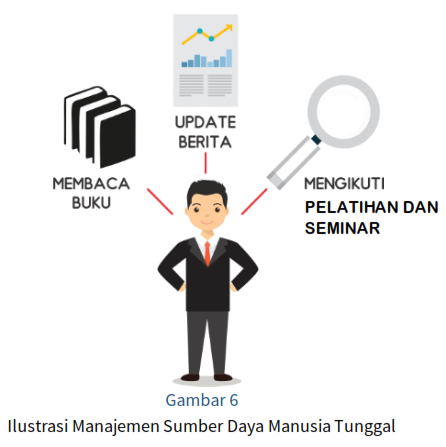 UPDATE
BERITA
MEMBACA
BUKU
MENGIKUTI
PELATIHAN DAN
SEMINAR
Gambar 6
Ilustrasi Manajemen Sumber Daya Manusia Tunggal